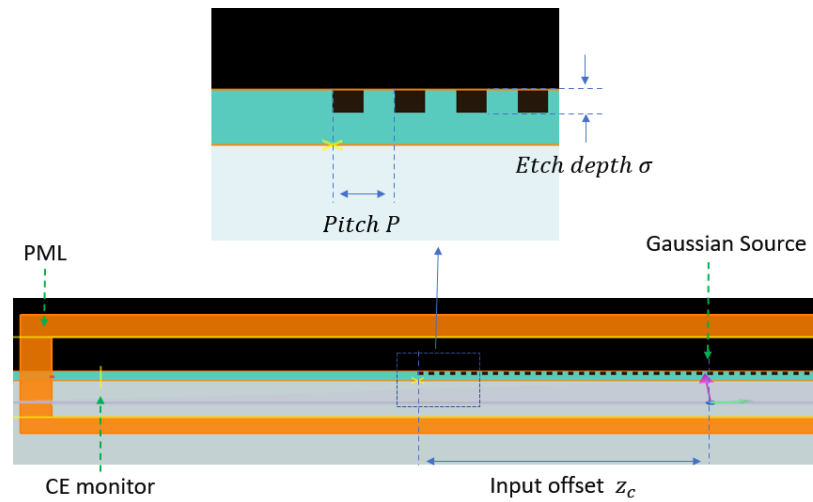 Etch depth σ
Pitch P
PML
Gaussian Source
CE monitor
Input offset z_c